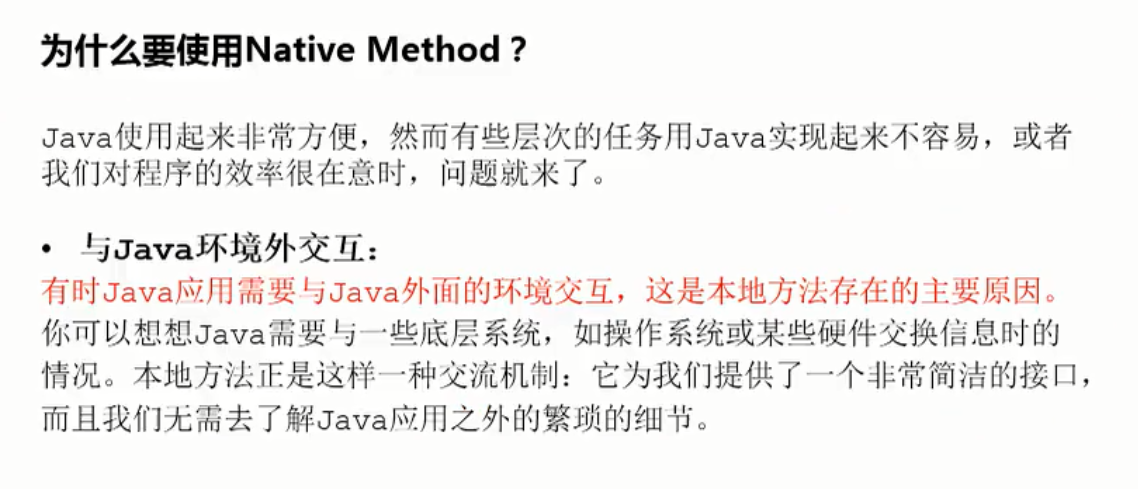 为什么要使用Native Method？
Java使用起来非常方便，然而有些层次的任务用Java实现起来不容易，或者
我们对程序的效率很在意时，问题就来了。
• 与Java环境外交互：
有时Java应用需要与Java外面的环境交互，这是本地方法存在的主要原因。
你可以想想Java需要与一些底层系统，如操作系统或某些硬件交换信息时的
情况。本地方法正是这样一种交流机制：它为我们提供了一个非常简洁的接口，
而且我们无需去了解Java应用之外的繁琐的细节。